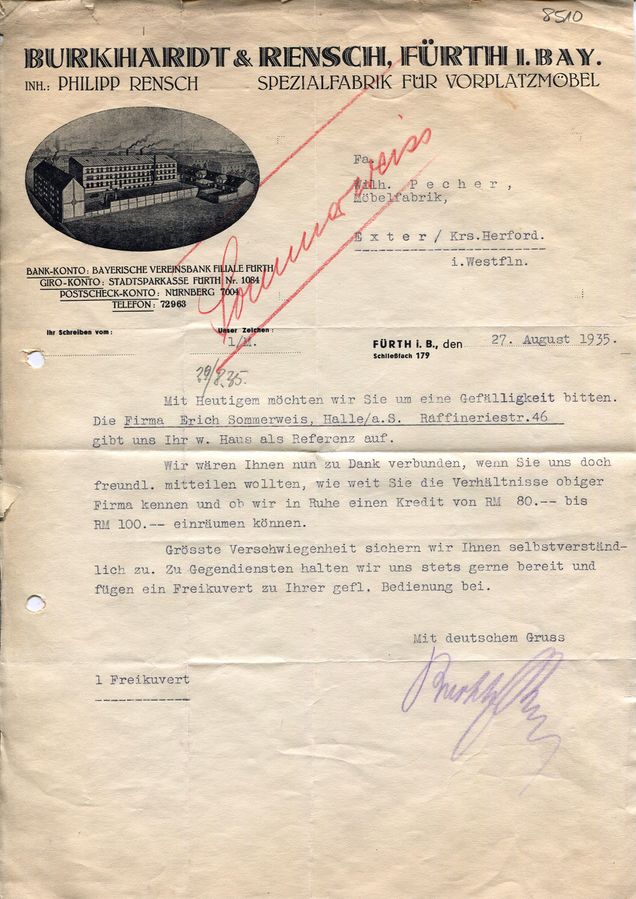 8510
BURKHARDT & RENSCH, FÜRTH I. BAY.
INH.: PHILIPP RENSCH SPEZIALFABRIK FÜR VORPLATZMÖBEL
Fa.
Wilh. Pecher,
Möbelfabrik,
Exter / Krs.Herford.
i.Westfln.
Sommerweiss
BANK-KONTO: BAYERISCHE VEREINSBANK FILIALE FÜRTH
GIRO-KONTO: STADTSPARKASSE FÜRTH Nr. 1084
POSTSCHECK-KONTO: NÜRNBERG 7604
TELEFON: 72963
Ihr Schreiben vom: Unser Zeichen:
1/M.
FÜRTH i. B., den 27. August 1935.
Schließfach 179
29/8.35.
Mit Heutigem möchten wir Sie um eine Gefälligkeit bitten.
Die Firma Erich Sommerweis, Halle/a.S. Raffineriestr.46
gibt uns Ihr w. Haus als Referenz auf.
Wir wären Ihnen nun zu Dank verbunden, wenn Sie uns doch
freundl. mitteilen wollten, wie weit Sie die Verhältnisse obiger
Firma kennen und ob wir in Ruhe einen Kredit von RM 80.-- bis
RM 100.-- einräumen können.
Grösste Verschwiegenheit sichern wir Ihnen selbstverständ-
lich zu. Zu Gegendiensten halten wir uns stets gerne bereit und
fügen ein Freikuvert zu Ihrer gefl. Bedienung bei.
Mit deutschem Gruss
1 Freikuvert